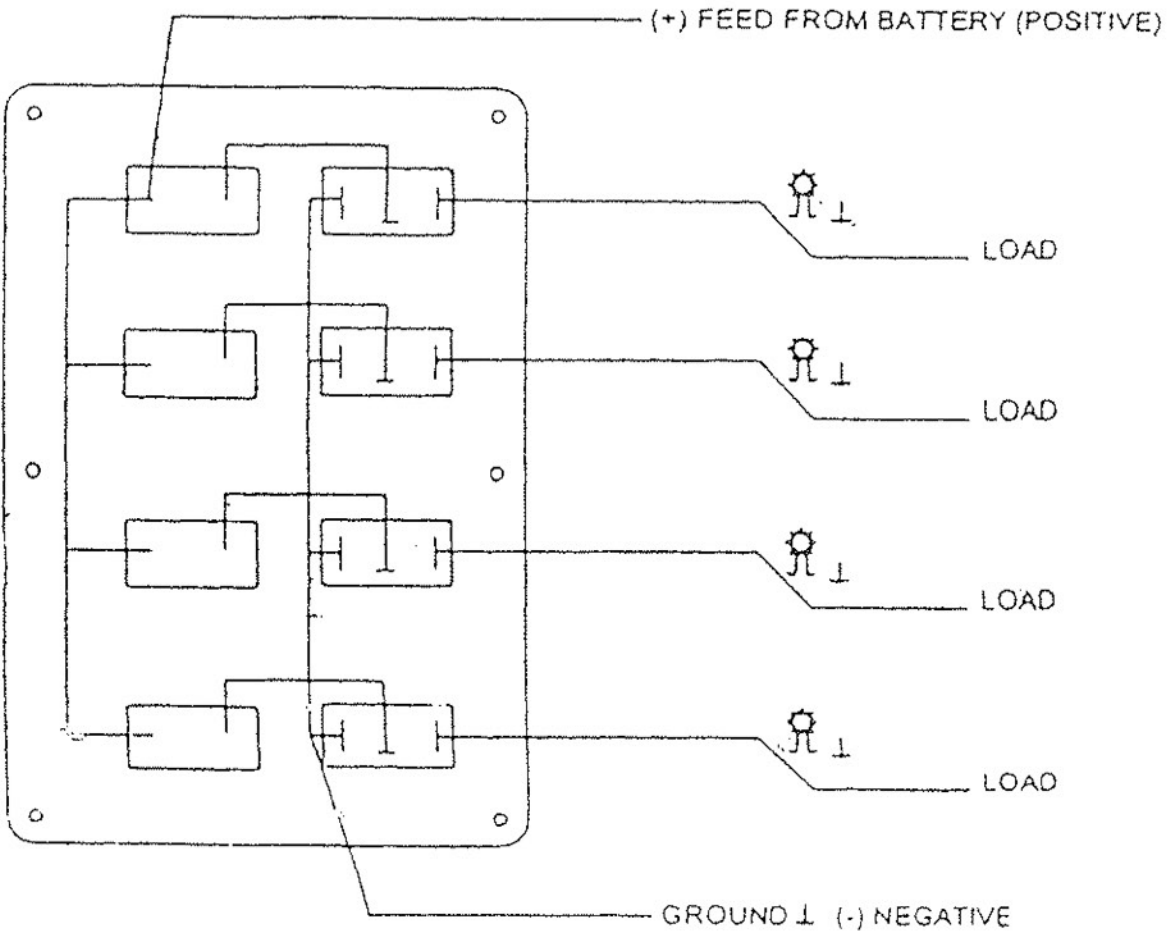 (+) FEED FROM BATTERY (POSITIVE)
LOAD
LOAD
LOAD
LOAD
GROUND ⊥ (-) NEGATIVE